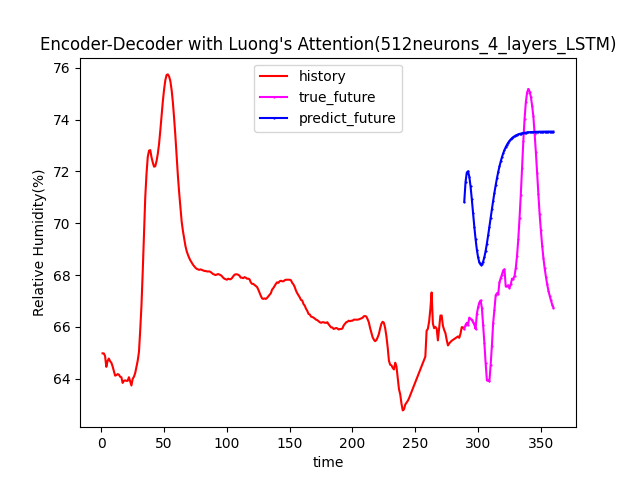 Encoder-Decoder with Luong's Attention(512neurons_4_layers_LSTM)
history
true_future
predict_future
Relative Humidity(%)
76
74
72
70
68
66
64
0 50 100 150 200 250 300 350
time